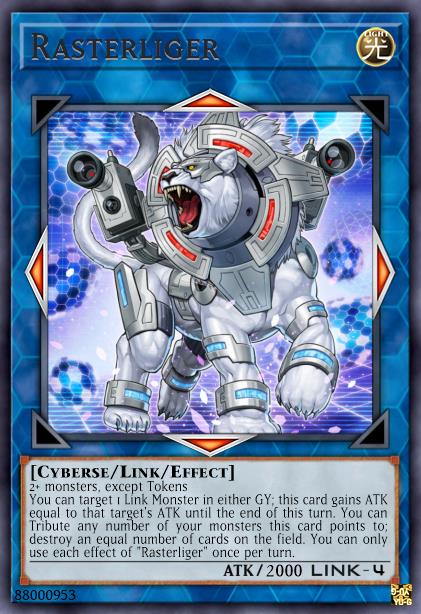 RASTERLIGER
LIGHT
光
[CYBERSE/LINK/EFFECT]
2+ monsters, except Tokens
You can target 1 Link Monster in either GY; this card gains ATK
equal to that target's ATK until the end of this turn. You can
Tribute any number of your monsters this card points to;
destroy an equal number of cards on the field. You can only
use each effect of "Rasterliger" once per turn.
ATK/2000 LINK-4
88000953